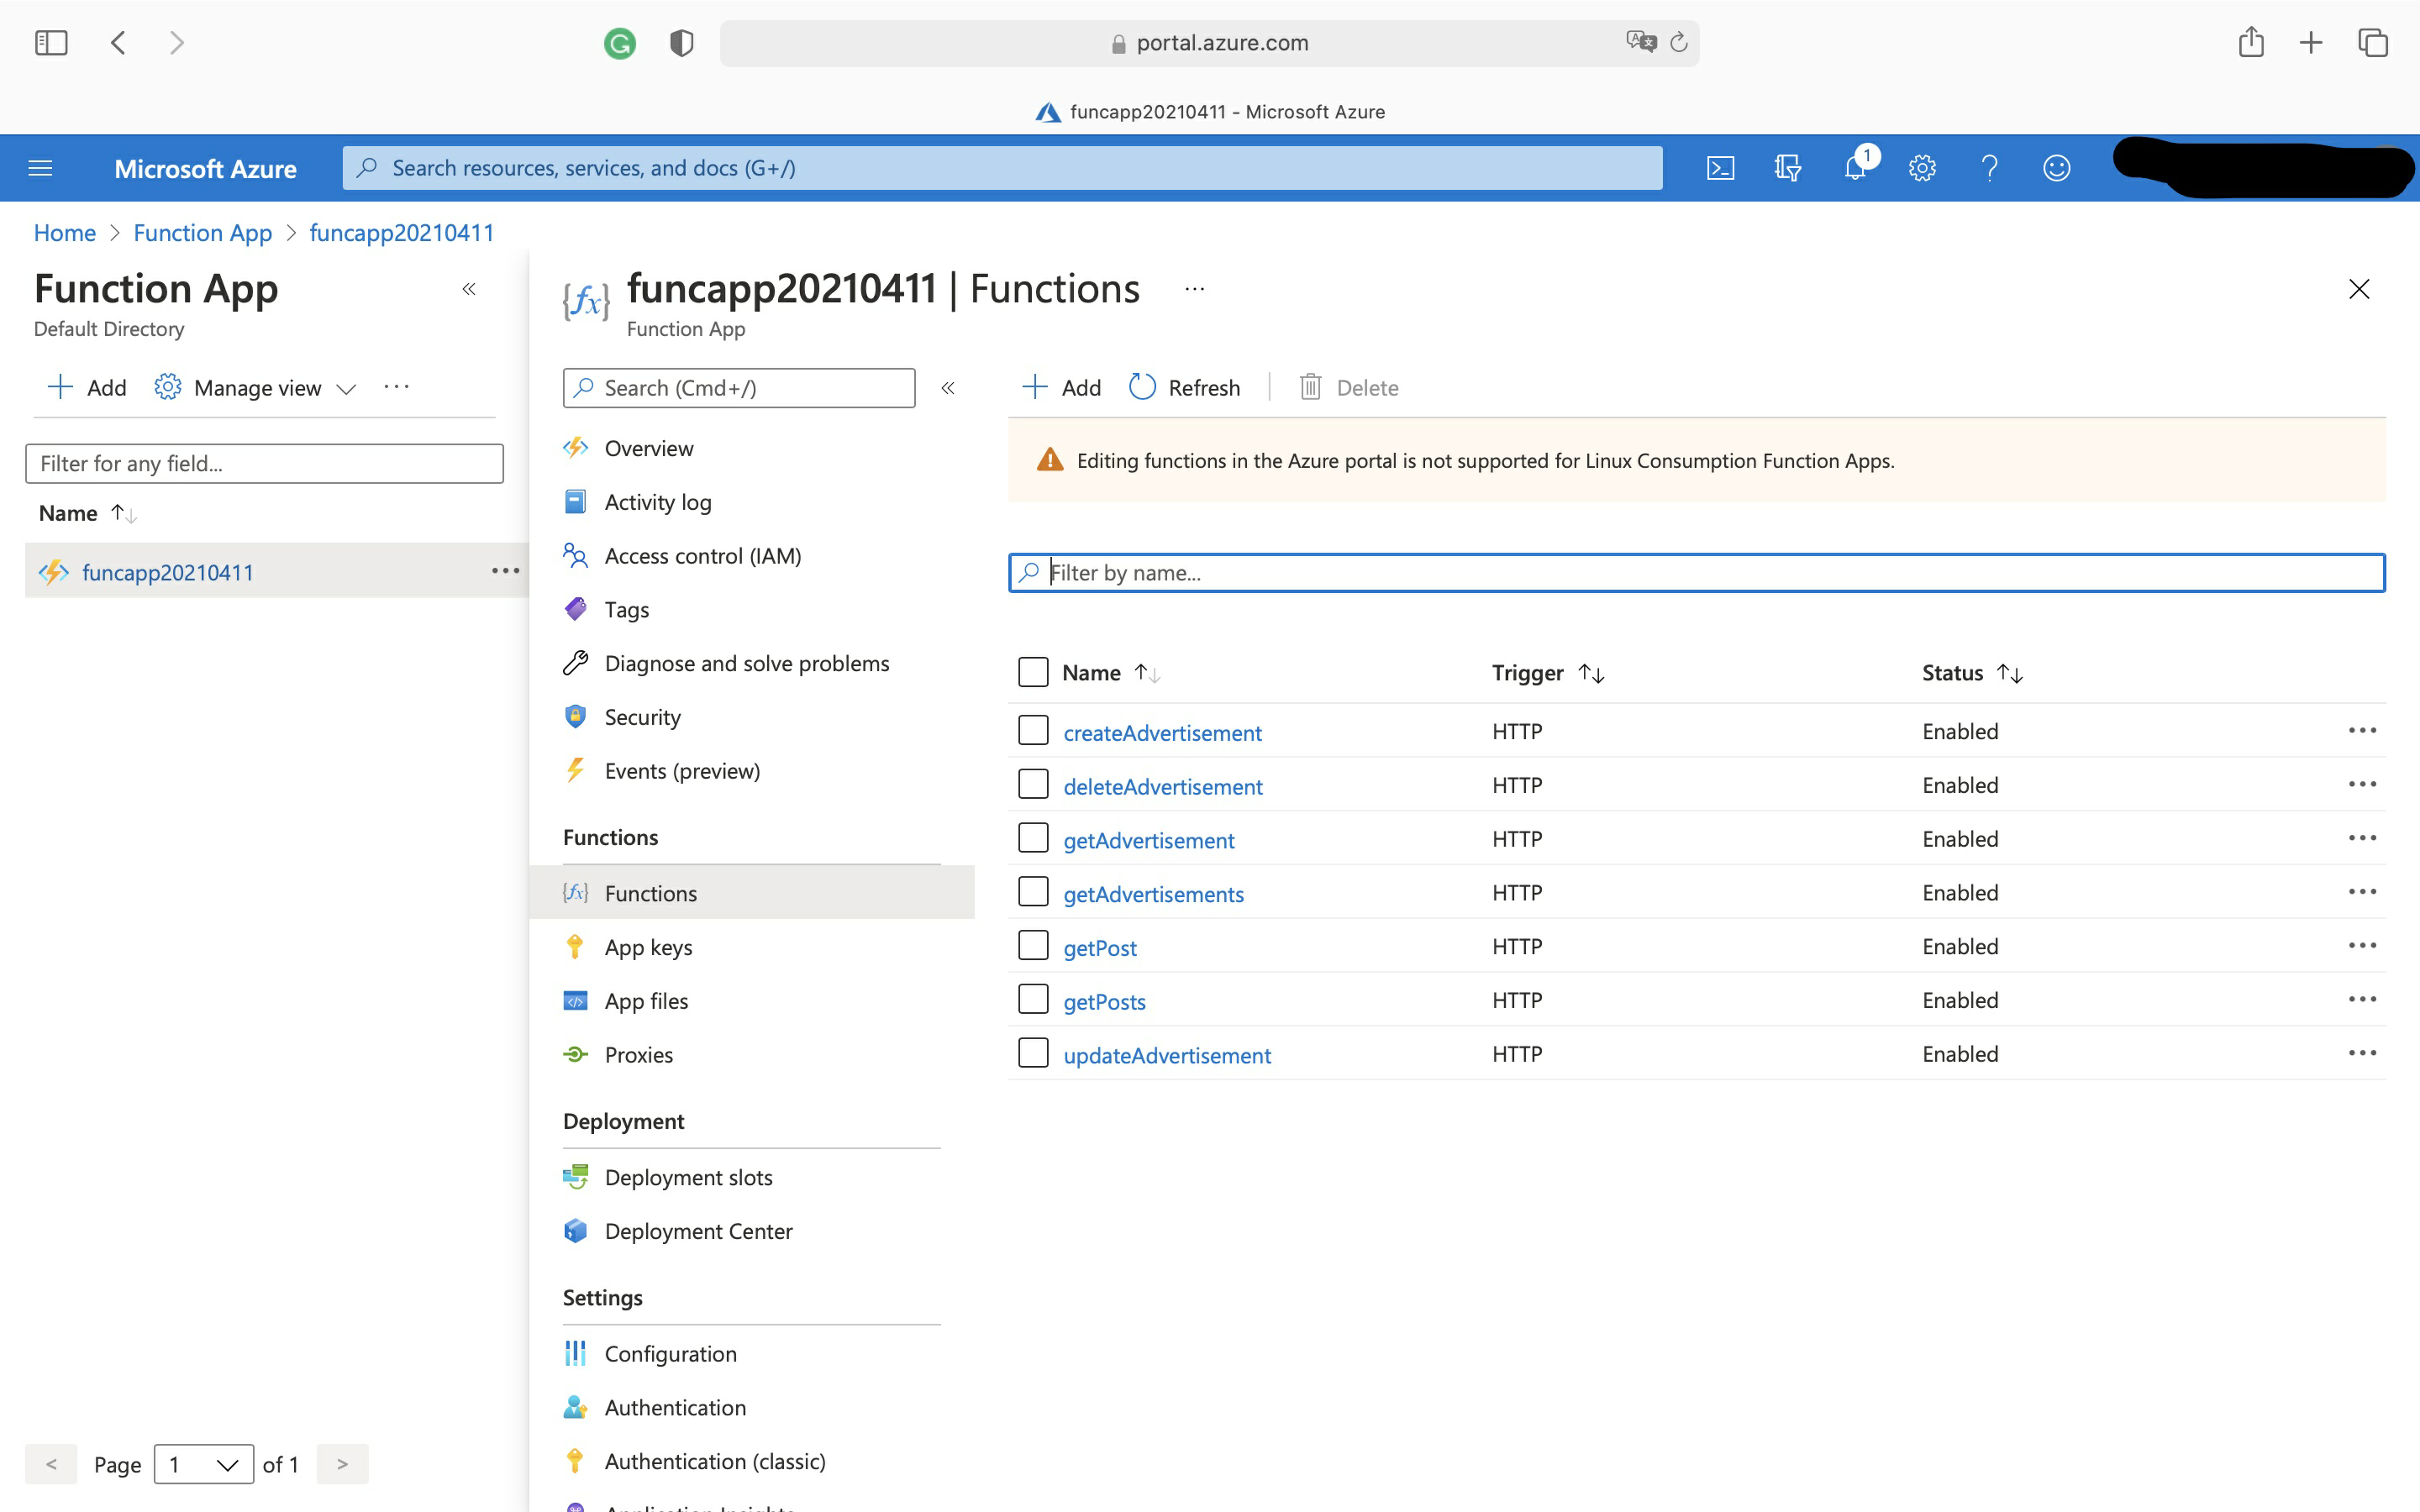 portal.azure.com
funcapp20210411 - Microsoft Azure
Microsoft Azure
Search resources, services, and docs (G+/)
1
Home > Function App > funcapp20210411
Function App
Default Directory
Add
Manage view
Filter for any field...
Name
funcapp20210411
Page 1 of 1
funcapp20210411 | Functions
Function App
Search (Cmd+/)
Overview
Activity log
Access control (IAM)
Tags
Diagnose and solve problems
Security
Events (preview)
Functions
Functions
App keys
App files
Proxies
Deployment
Deployment slots
Deployment Center
Settings
Configuration
Authentication
Authentication (classic)
Application Insights
Add
Refresh
Delete
Editing functions in the Azure portal is not supported for Linux Consumption Function Apps.
Filter by name...
Name Trigger Status
createAdvertisement HTTP Enabled
deleteAdvertisement HTTP Enabled
getAdvertisement HTTP Enabled
getAdvertisements HTTP Enabled
getPost HTTP Enabled
getPosts HTTP Enabled
updateAdvertisement HTTP Enabled